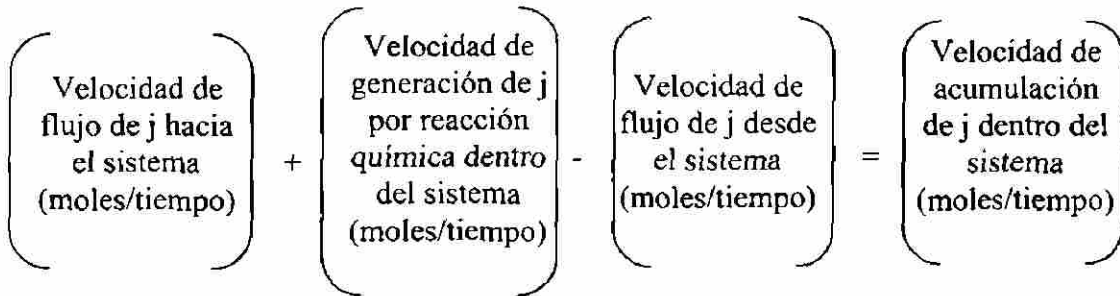 Velocidad de
flujo de j hacia
el sistema
(moles/tiempo)
+
Velocidad de
generación de j
por reacción
química dentro
del sistema
(moles/tiempo)
-
Velocidad de
flujo de j desde
el sistema
(moles/tiempo)
=
Velocidad de
acumulación
de j dentro del
sistema
(moles/tiempo)